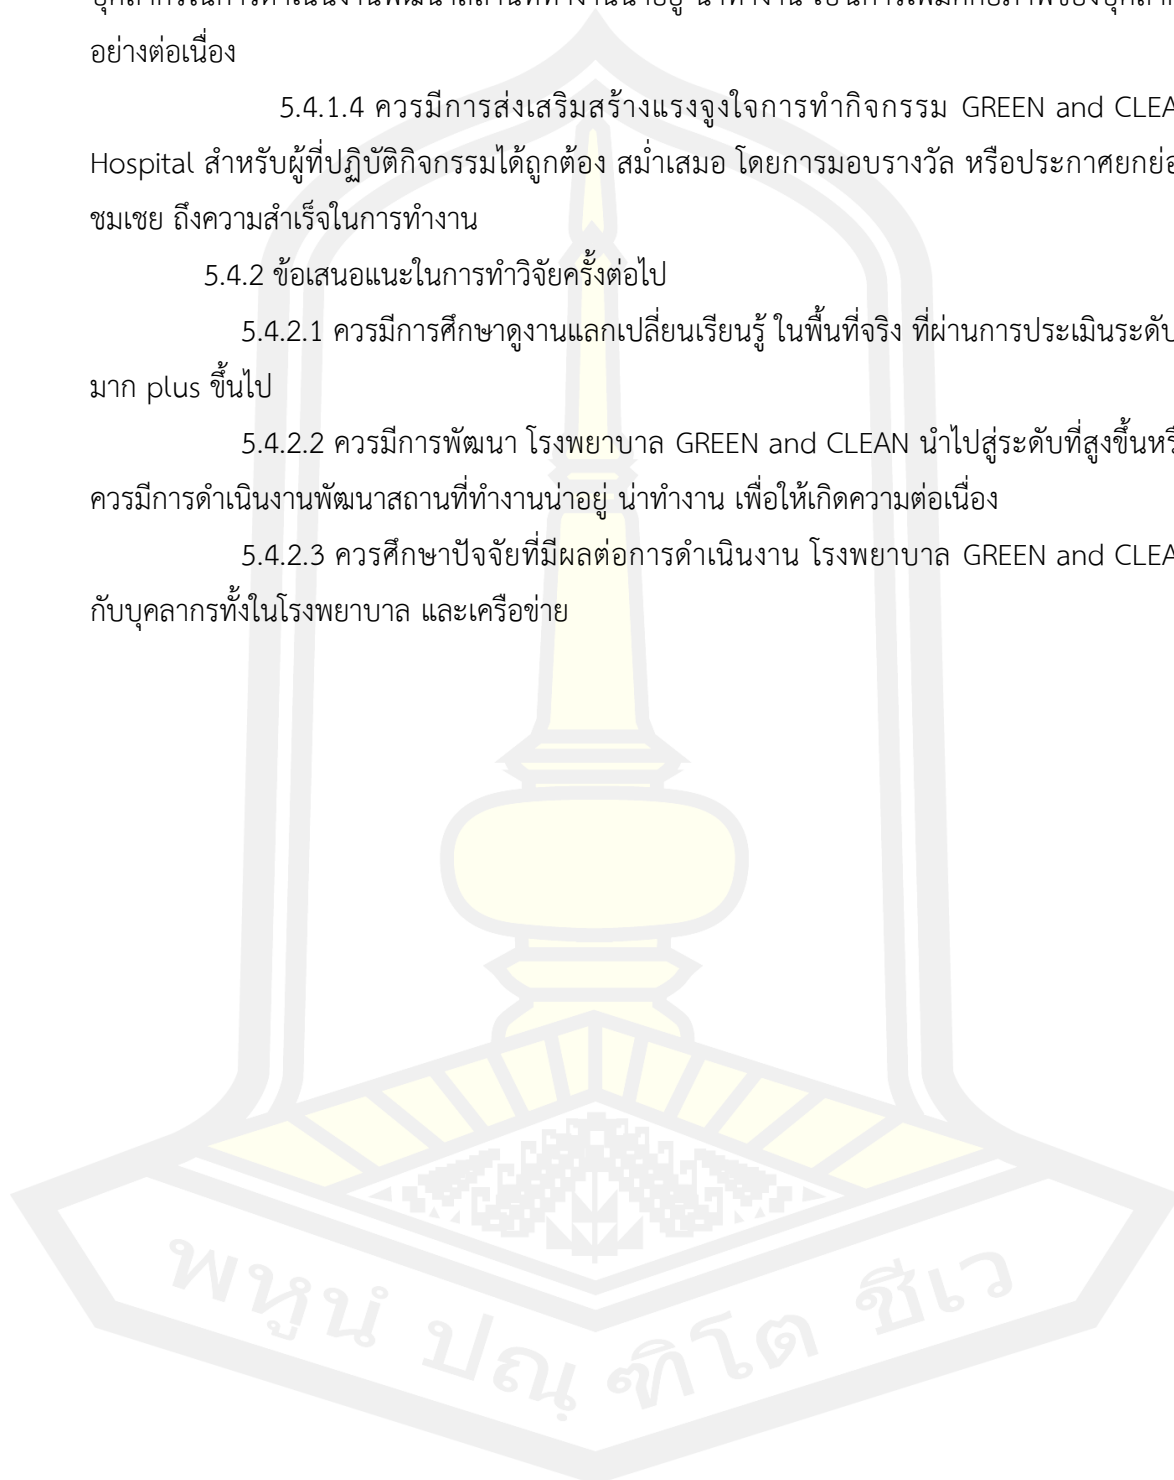 อย่างต่อเนื่อง
5.4.1.4 ควรมีการส่งเสริมสร้างแรงจูงใจการทำกิจกรรม GREEN and CLEA
Hospital สำหรับผู้ที่ปฏิบัติกิจกรรมได้ถูกต้อง สม่ำเสมอ โดยการมอบรางวัล หรือประกาศยกย่อ
ชมเชย ถึงความสำเร็จในการทำงาน
5.4.2 ข้อเสนอแนะในการทำวิจัยครั้งต่อไป
5.4.2.1 ควรมีการศึกษาดูงานแลกเปลี่ยนเรียนรู้ ในพื้นที่จริง ที่ผ่านการประเมินระดับ
มาก plus ขึ้นไป
5.4.2.2 ควรมีการพัฒนา โรงพยาบาล GREEN and CLEAN นำไปสู่ระดับที่สูงขึ้นหรื
ควรมีการดำเนินงานพัฒนาสถานที่ทำงานน่าอยู่ น่าทำงาน เพื่อให้เกิดความต่อเนื่อง
5.4.2.3 ควรศึกษาปัจจัยที่มีผลต่อการดำเนินงาน โรงพยาบาล GREEN and CLEA
กับบุคลากรทั้งในโรงพยาบาล และเครือข่าย
พหูนํ ปณฺฑิโต ชีเว